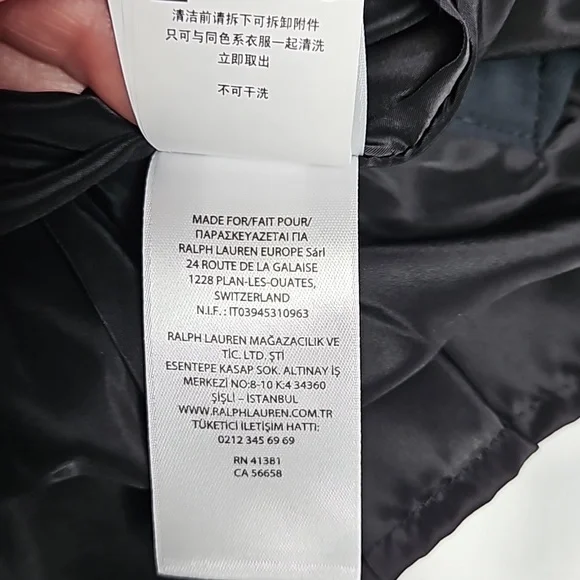 清洁前请拆下可拆卸附件
只可与同色系衣服一起清洗
立即取出
不可干洗
MADE FOR/FAIT POUR/
ΠΑΡΑΣΚΕΥΑΖΕΤΑΙ ΓΙΑ
RALPH LAUREN EUROPE Sàrl
24 ROUTE DE LA GALAISE
1228 PLAN-LES-OUATES,
SWITZERLAND
N.I.F. : IT03945310963
RALPH LAUREN MAĞAZACILIK VE
TİC. LTD. ŞTİ
ESENTEPE KASAP SOK. ALTINAY İŞ
MERKEZİ NO:8-10 K:4 34360
ŞİŞLİ – İSTANBUL
WWW.RALPHLAUREN.COM.TR
TÜKETİCİ İLETİŞİM HATTI:
0212 345 69 69
RN 41381
CA 56658